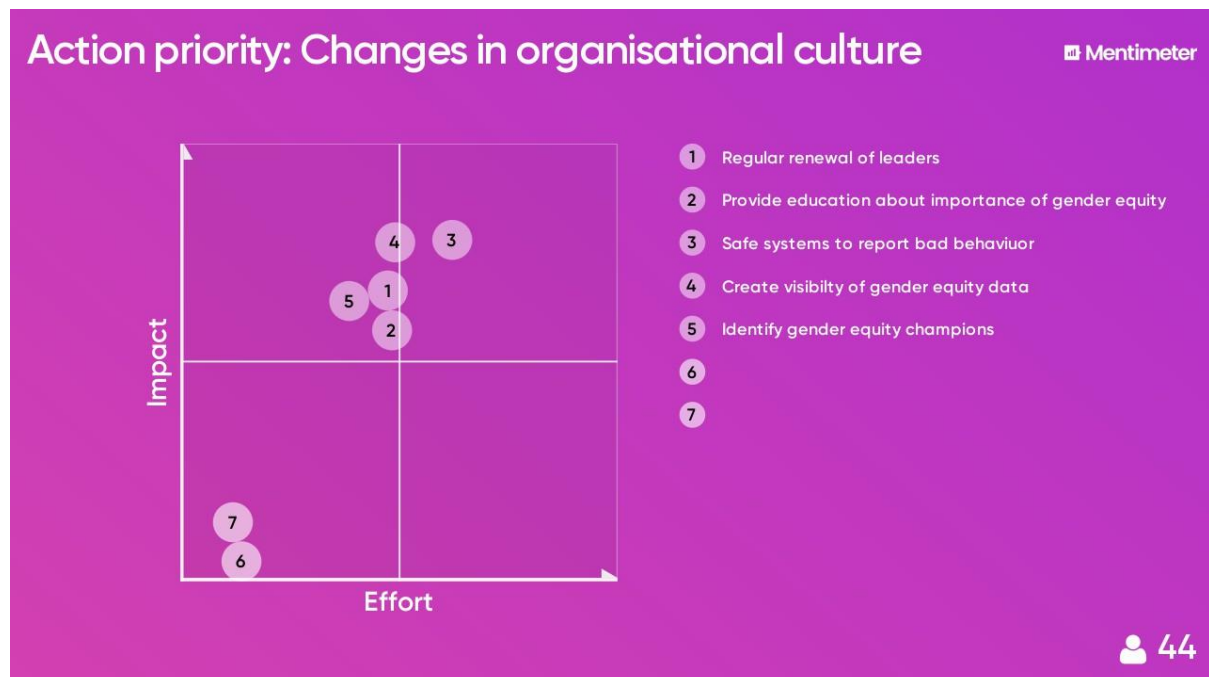 Action priority: Changes in organisational culture
Mentimeter
Impact
Effort
4
3
1
5
2
7
6
1 Regular renewal of leaders
2 Provide education about importance of gender equity
3 Safe systems to report bad behaviuor
4 Create visibilty of gender equity data
5 Identify gender equity champions
6
7
44